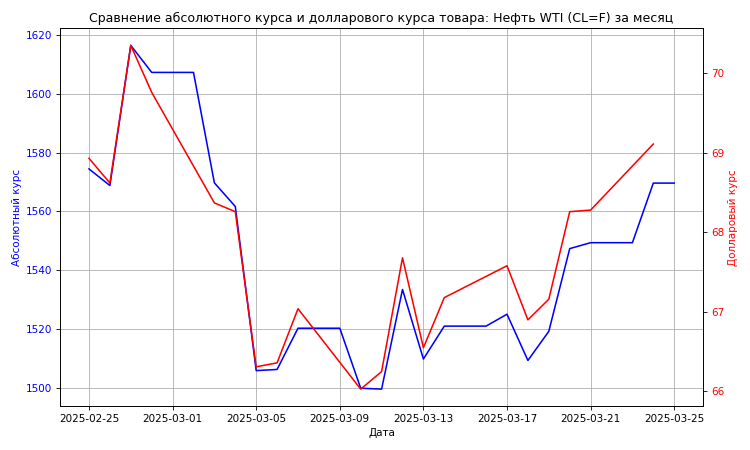 Сравнение абсолютного курса и долларового курса товара: Нефть WTI (CL=F) за месяц
Абсолютный курс
1620
1600
1580
1560
1540
1520
1500
70
69
68
67
66
Долларовый курс
2025-02-25 2025-03-01 2025-03-05 2025-03-09 2025-03-13 2025-03-17 2025-03-21 2025-03-25
Дата